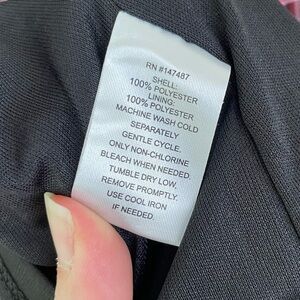 RN #147487
SHELL:
100% POLYESTER
LINING:
100% POLYESTER
MACHINE WASH COLD
SEPARATELY
GENTLE CYCLE.
ONLY NON-CHLORINE
BLEACH WHEN NEEDED.
TUMBLE DRY LOW,
REMOVE PROMPTLY.
USE COOL IRON
IF NEEDED.